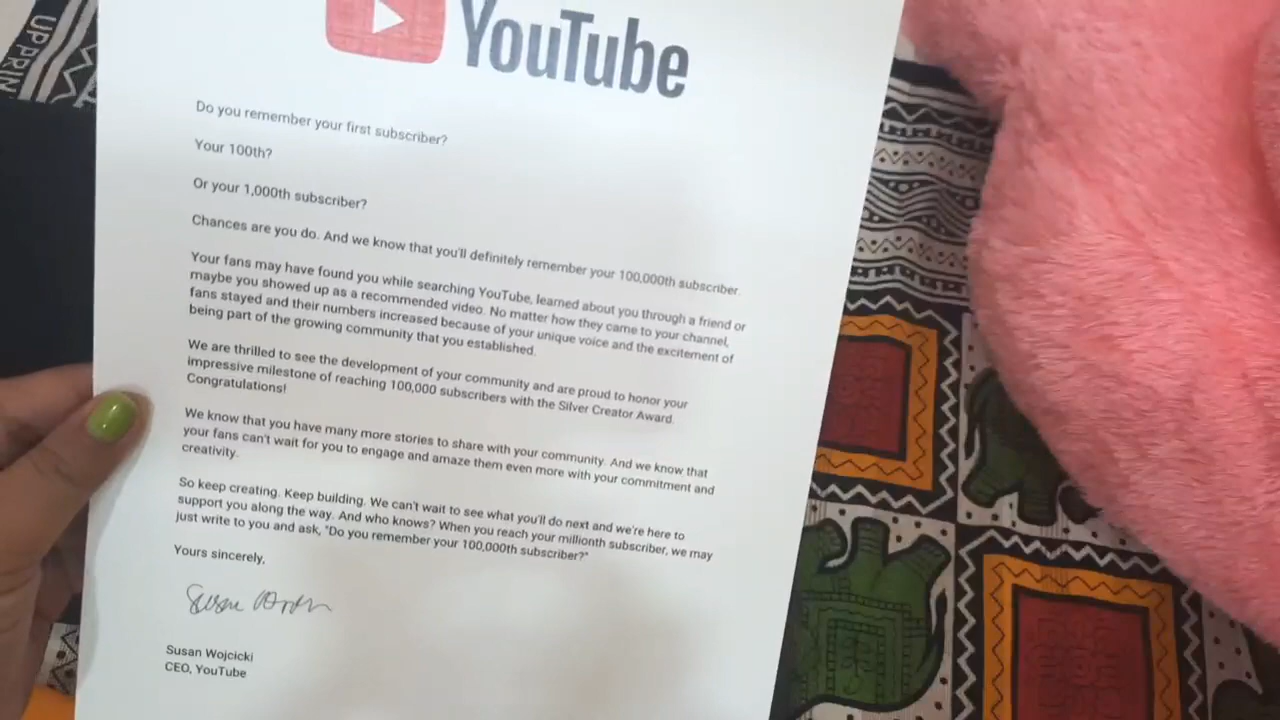 UP PRIN
YouTube
Do you remember your first subscriber?
Your 100th?
Or your 1,000th subscriber?
Chances are you do. And we know that you'll definitely remember your 100,000th subscriber.
Your fans may have found you while searching YouTube, learned about you through a friend or
maybe you showed up as a recommended video. No matter how they came to your channel,
fans stayed and their numbers increased because of your unique voice and the excitement of
being part of the growing community that you established.
We are thrilled to see the development of your community and are proud to honor your
impressive milestone of reaching 100,000 subscribers with the Silver Creator Award.
Congratulations!
We know that you have many more stories to share with your community. And we know that
your fans can't wait for you to engage and amaze them even more with your commitment and
creativity.
So keep creating. Keep building. We can't wait to see what you'll do next and we're here to
support you along the way. And who knows? When you reach your millionth subscriber, we may
just write to you and ask, "Do you remember your 100,000th subscriber?"
Yours sincerely,
Susan Wojcicki
CEO, YouTube